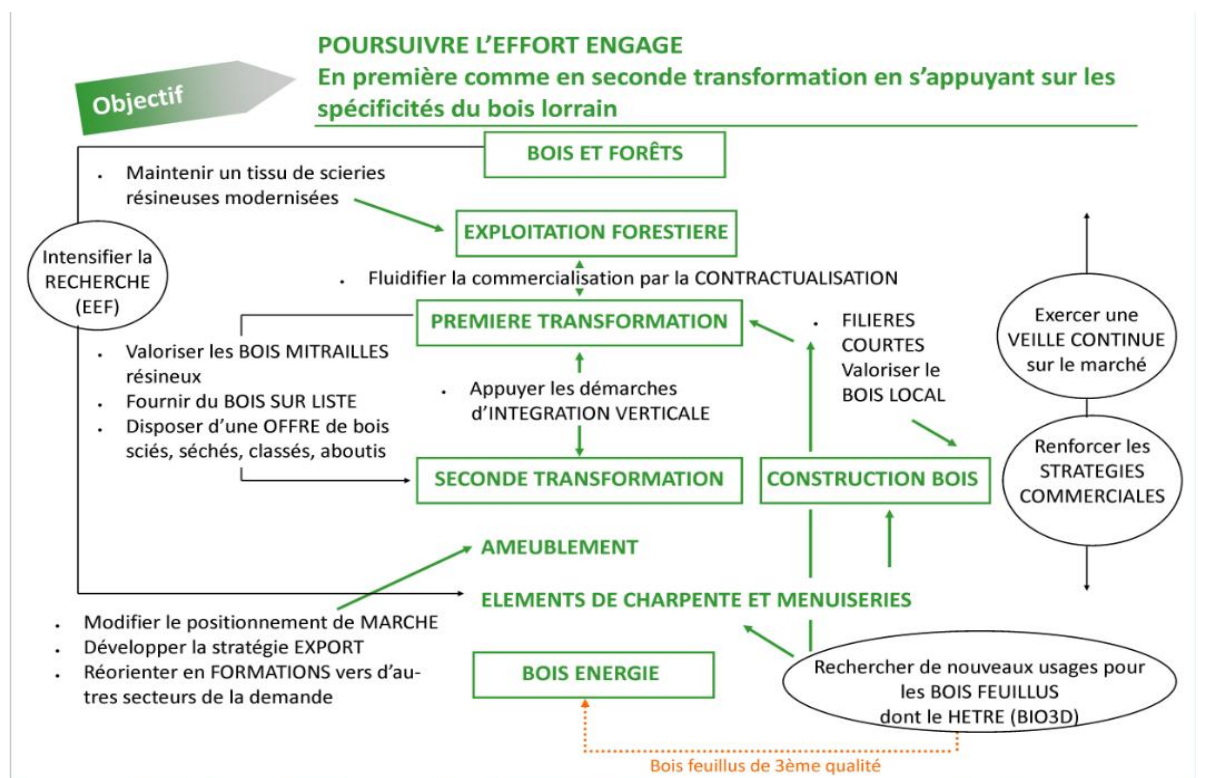 Objectif
POURSUIVRE L'EFFORT ENGAGE
En première comme en seconde transformation en s'appuyant sur les
spécificités du bois lorrain
BOIS ET FORÊTS
• Maintenir un tissu de scieries
résineuses modernisées
EXPLOITATION FORESTIERE
Intensifier la
RECHERCHE
(EEF)
• Fluidifier la commercialisation par la CONTRACTUALISATION
PREMIERE TRANSFORMATION
• FILIERES
COURTES
Valoriser le
BOIS LOCAL
Exercer une
VEILLE CONTINUE
sur le marché
• Valoriser les BOIS MITRAILLES
résineux
• Fournir du BOIS SUR LISTE
• Disposer d'une OFFRE de bois
sciés, séchés, classés, aboutis
• Appuyer les démarches
d'INTEGRATION VERTICALE
Renforcer les
STRATEGIES
COMMERCIALES
SECONDE TRANSFORMATION
CONSTRUCTION BOIS
AMEUBLEMENT
ELEMENTS DE CHARPENTE ET MENUISERIES
• Modifier le positionnement de MARCHE
• Développer la stratégie EXPORT
• Réorienter en FORMATIONS vers d'au-
tres secteurs de la demande
BOIS ENERGIE
Rechercher de nouveaux usages pour
les BOIS FEUILLUS
dont le HETRE (BIO3D)
Bois feuillus de 3ème qualité